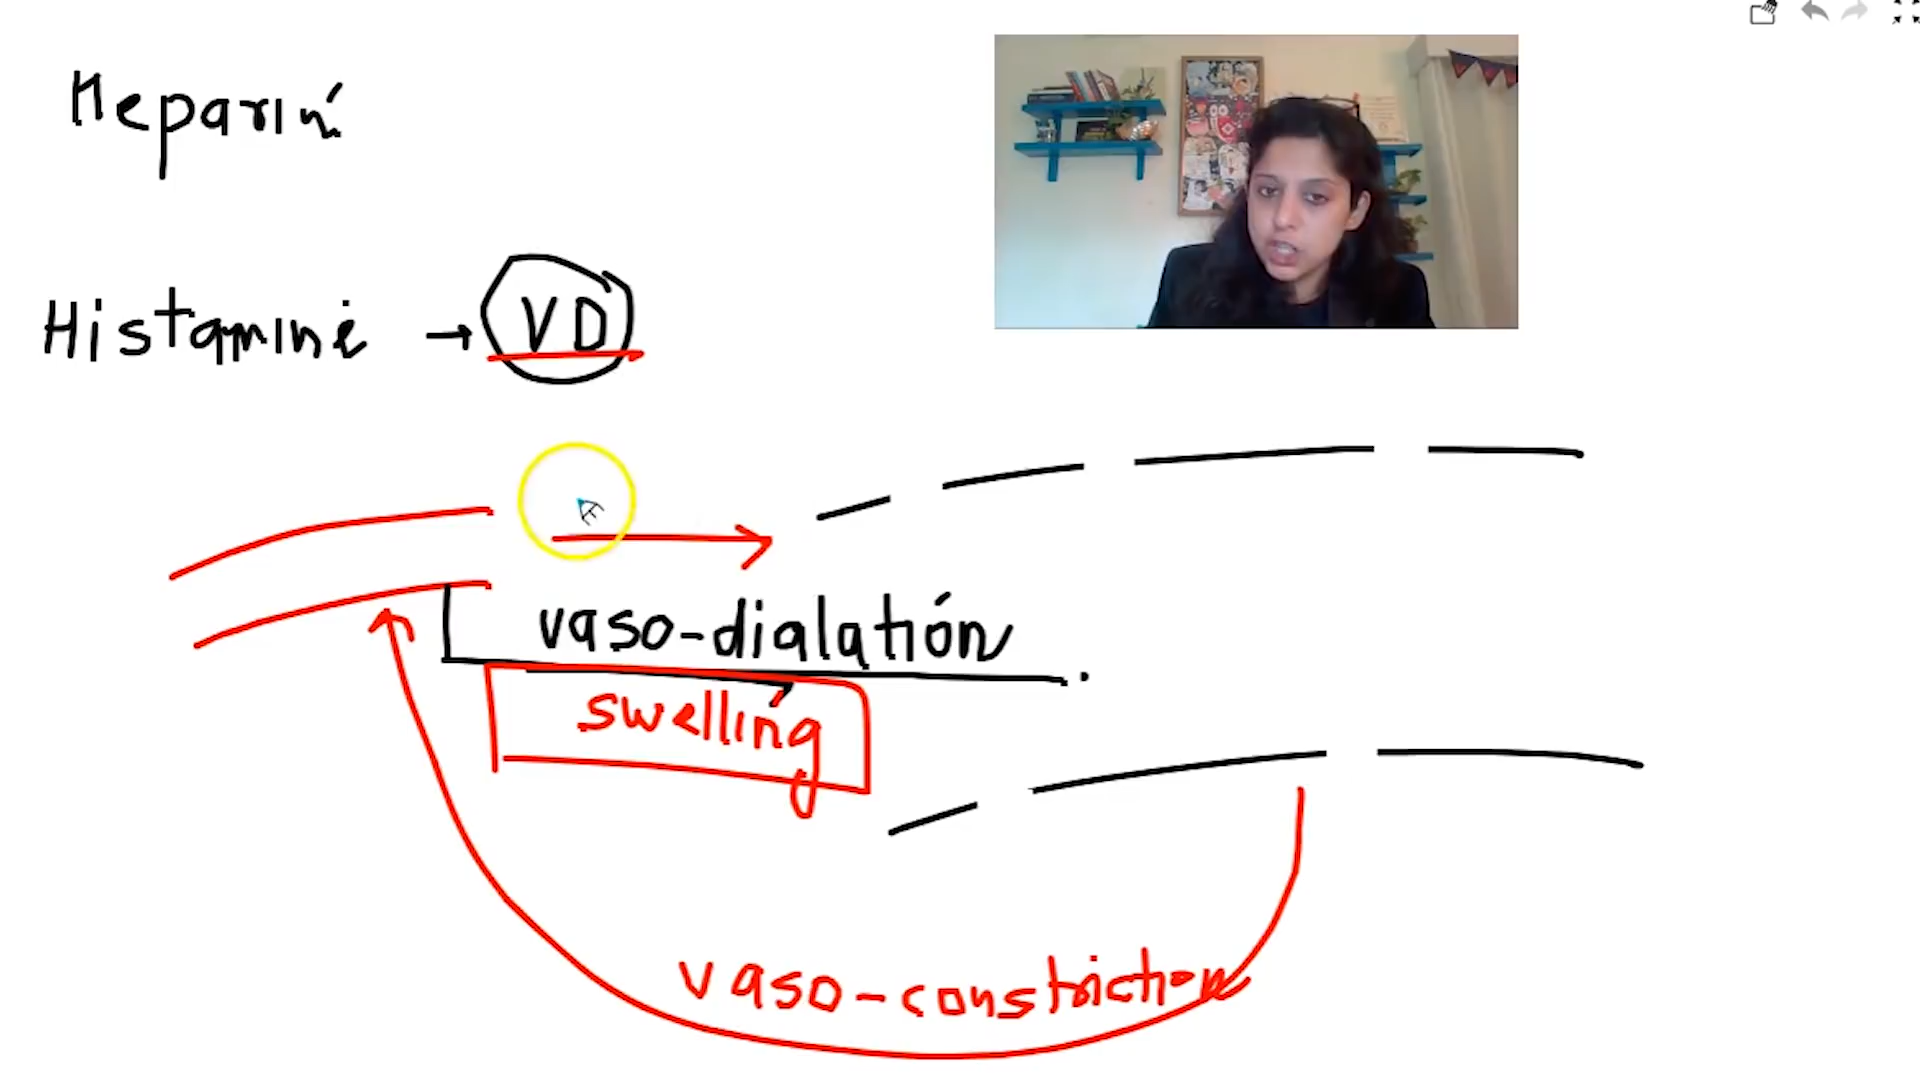 Heparin
Histamine → VD
vaso-dialation
swelling
vaso-constriction